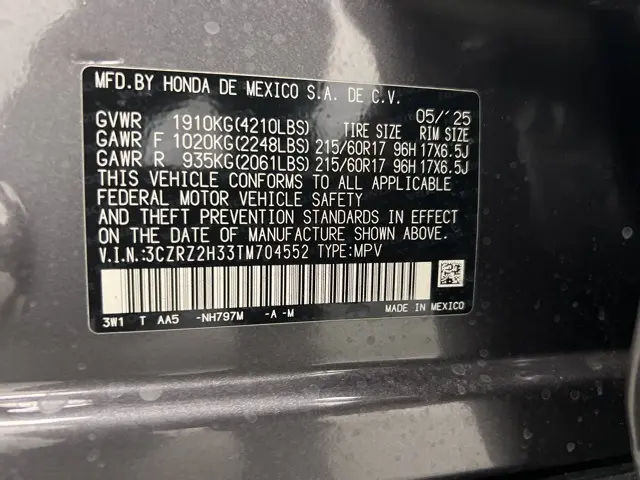 MFD.BY HONDA DE MEXICO S.A. DE C.V.
05/'25
GVWR 1910KG(4210LBS) TIRE SIZE RIM SIZE
GAWR F 1020KG(2248LBS) 215/60R17 96H 17X6.5J
GAWR R 935KG(2061LBS) 215/60R17 96H 17X6.5J
THIS VEHICLE CONFORMS TO ALL APPLICABLE
FEDERAL MOTOR VEHICLE SAFETY
AND THEFT PREVENTION STANDARDS IN EFFECT
ON THE DATE OF MANUFACTURE SHOWN ABOVE.
V.I.N.:3CZRZ2H33TM704552 TYPE:MPV
3W1 T AA5 -NH797M -A -M MADE IN MEXICO